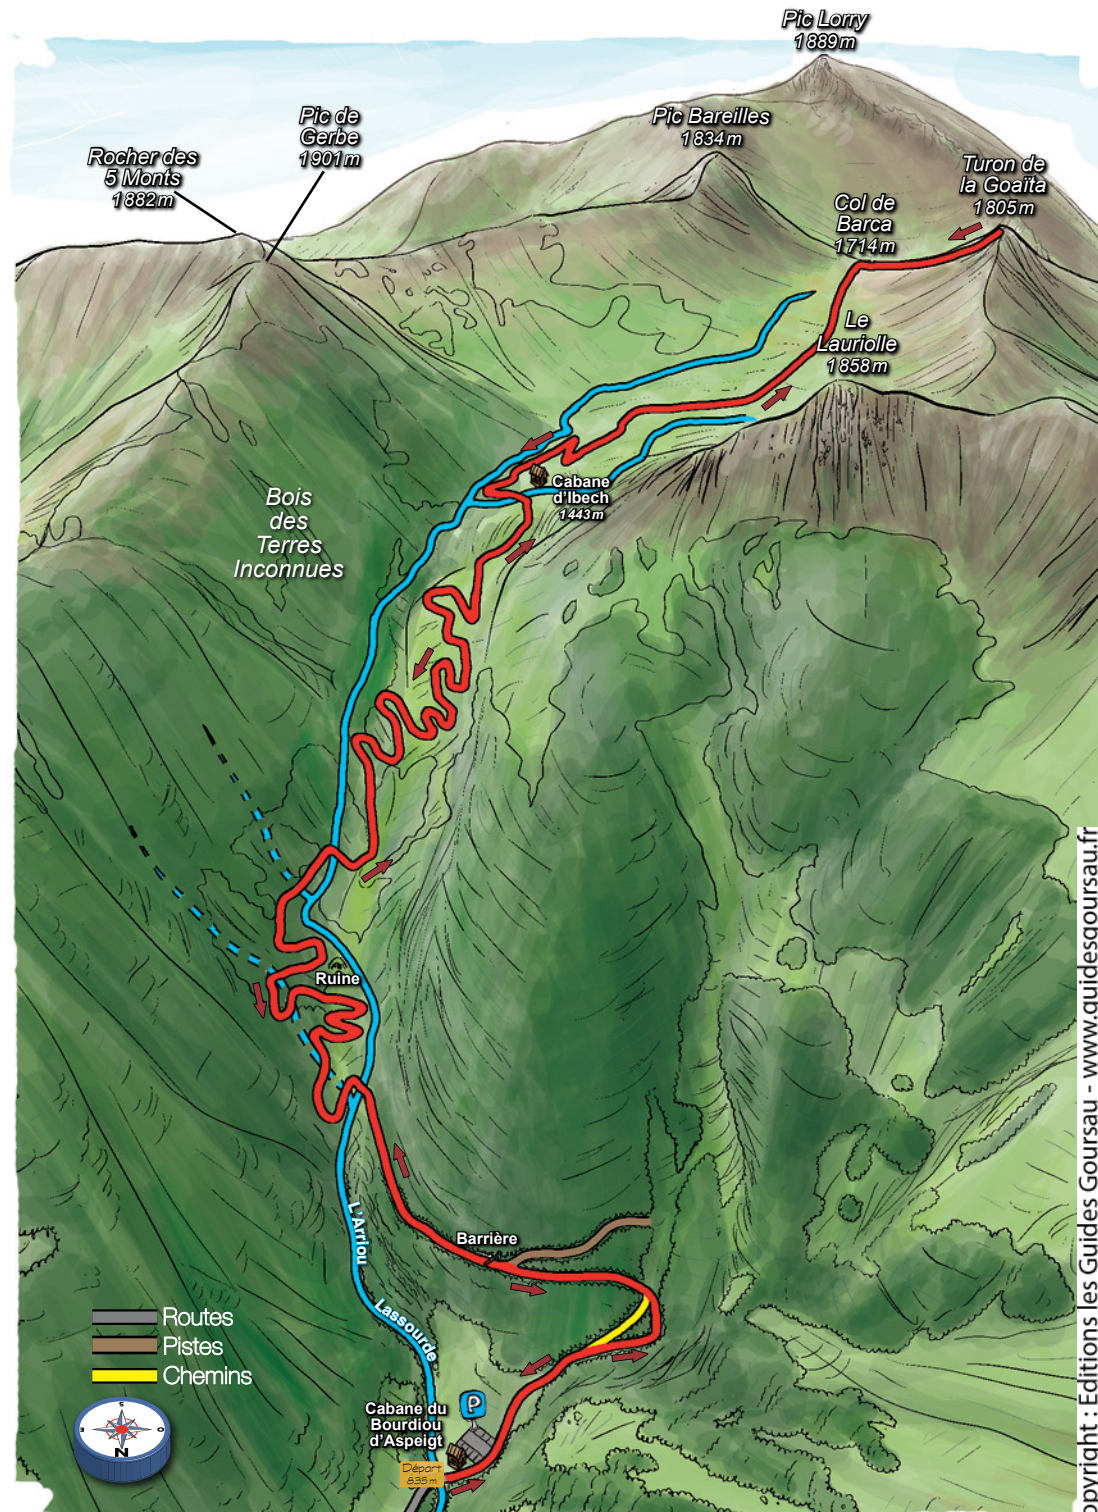 Pic Lorry
1889m
Pic de
Gerbe
1901m
Pic Bareilles
1834m
Rocher des
5 Monts
1882m
Turon de
la Goaïta
1805m
Col de
Barca
1714m
Le
Lauriolle
1858m
Cabane
d'Ibech
1443m
Bois
des
Terres
Inconnues
Ruine
L'Arriou
Lassourde
Barrière
Routes
Pistes
Chemins
S
E
O
N
P
Cabane du
Bourdiou
d'Aspeigt
Départ
835m
opyright : Editions les Guides Goursau - www.guidesgoursau.fr